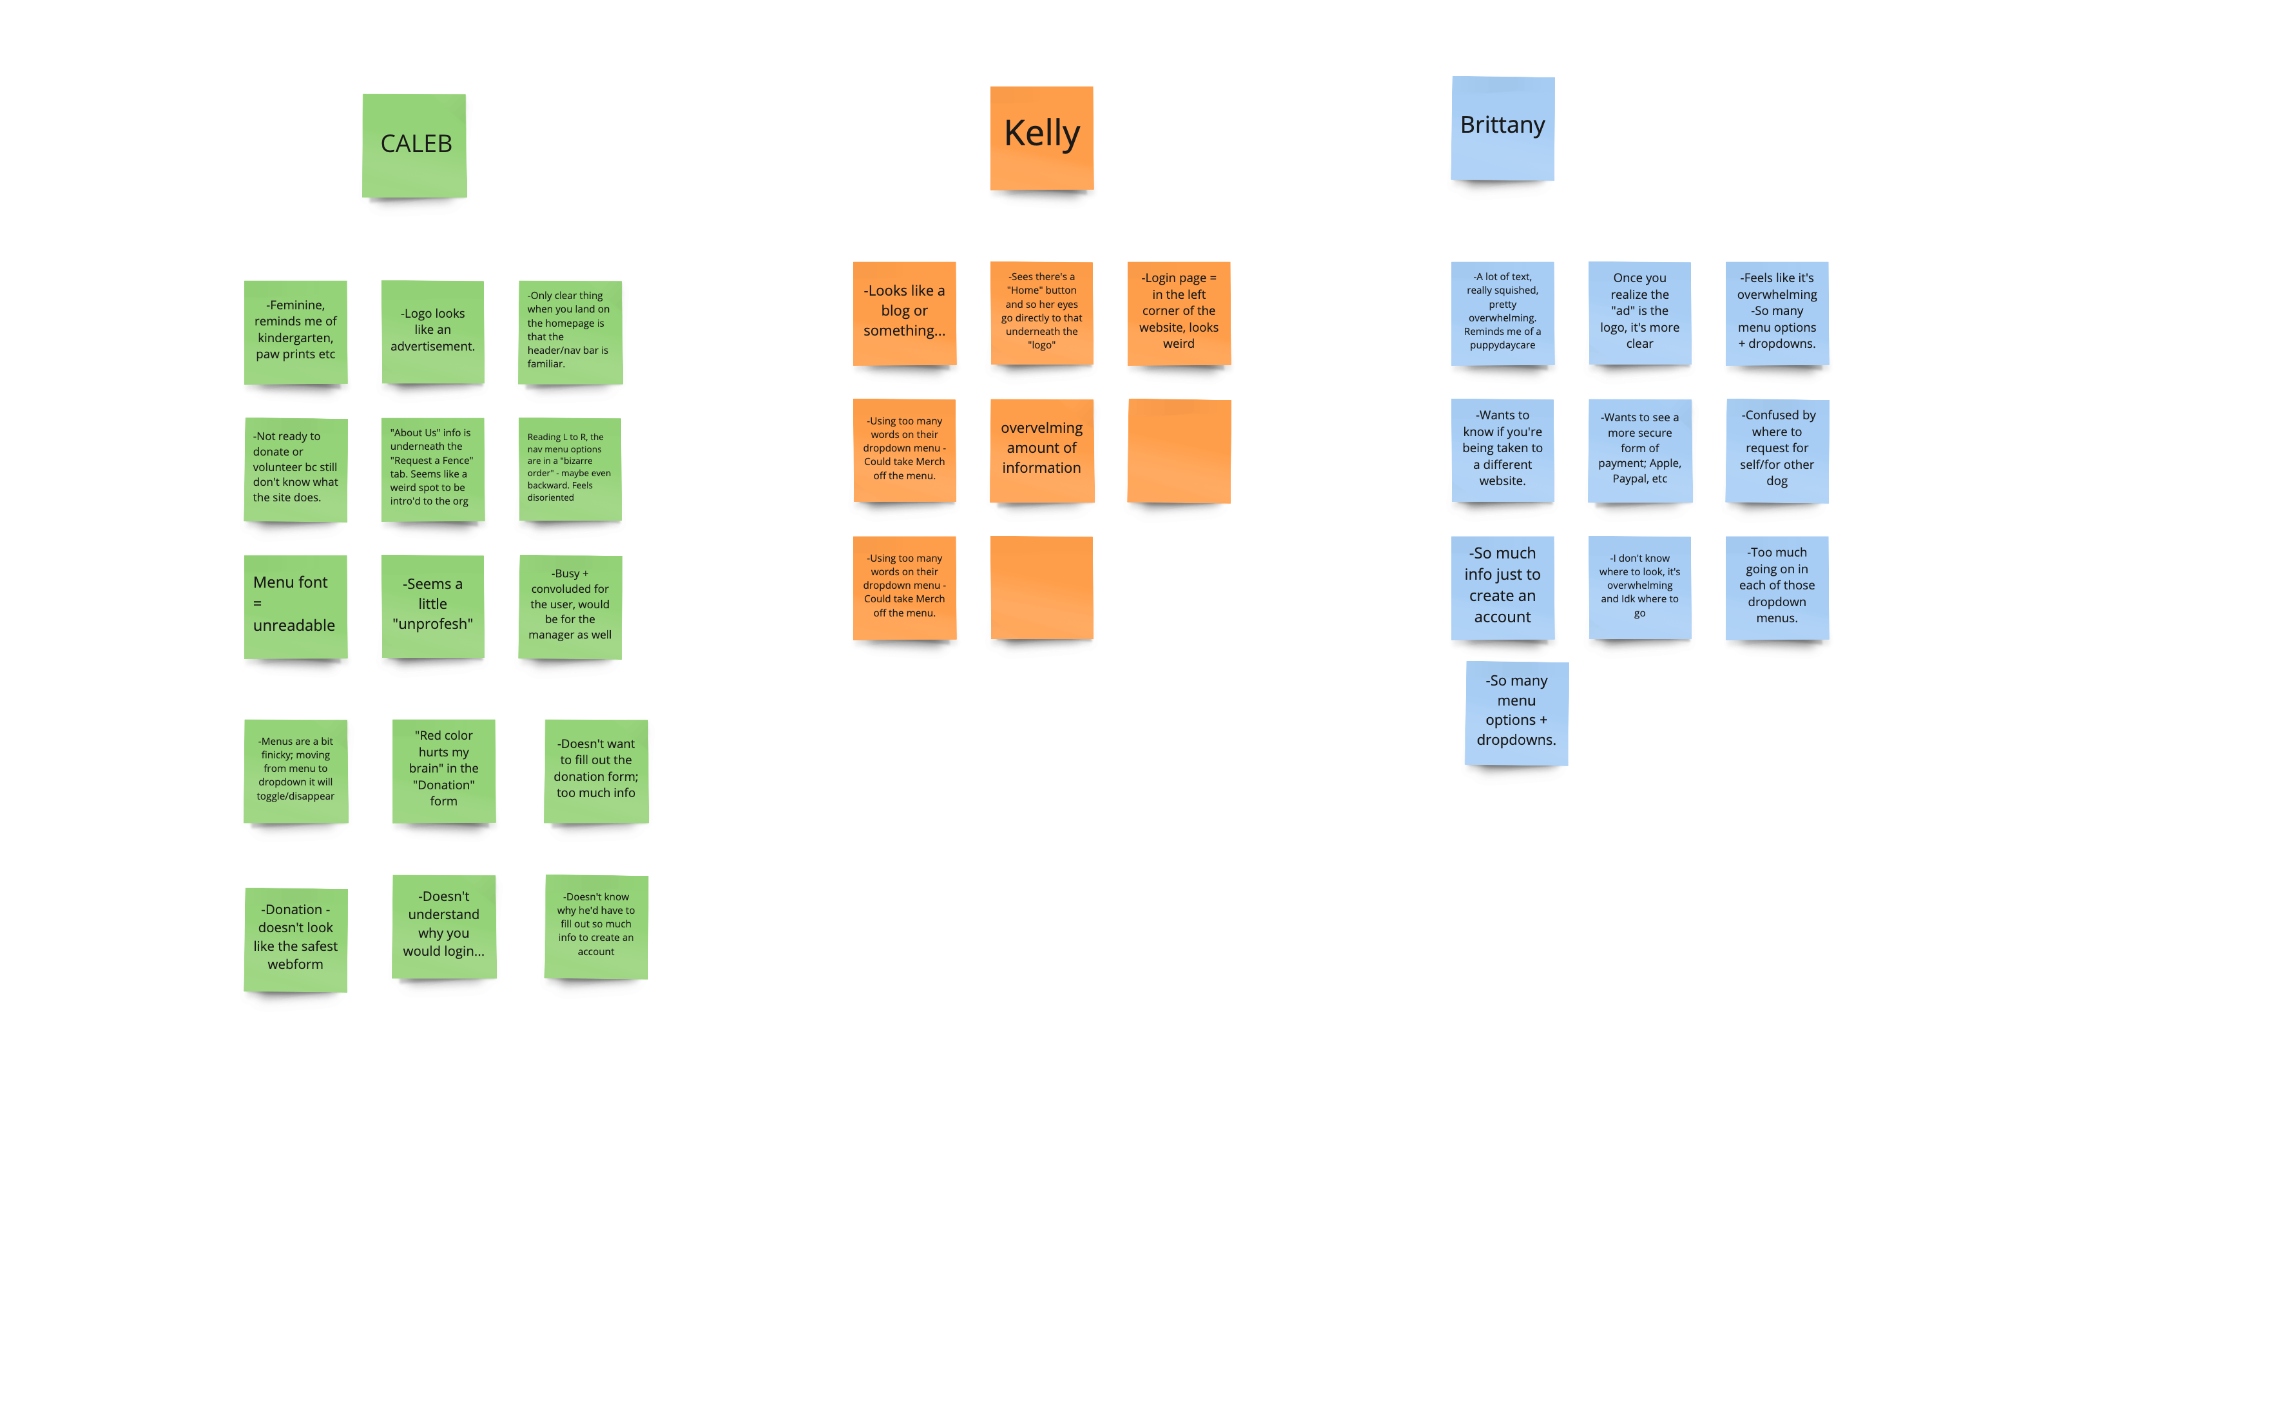 CALEB
-Feminine,
reminds me of
kindergarten,
paw prints etc
-Logo looks
like an
advertisement.
-Only clear thing
when you land on
the homepage is
that the
header/nav bar is
familiar.
-Not ready to
donate or
volunteer bc still
don't know what
the site does.
"About Us" info is
underneath the
"Request a Fence"
tab. Seems like a
weird spot to be
intro'd to the org
Reading L to R, the
nav menu options
are in a "bizarre
order" - maybe even
backward. Feels
disoriented
Menu font
=
unreadable
-Seems a
little
"unprofesh"
-Busy +
convoluded for
the user, would
be for the
manager as well
-Menus are a bit
finicky; moving
from menu to
dropdown it will
toggle/disappear
"Red color
hurts my
brain" in the
"Donation"
form
-Doesn't want
to fill out the
donation form;
too much info
-Donation -
doesn't look
like the safest
webform
-Doesn't
understand
why you
would login...
-Doesn't know
why he'd have to
fill out so much
info to create an
account
Kelly
-Looks like a
blog or
something...
-Sees there's a
"Home" button
and so her eyes
go directly to that
underneath the
"logo"
-Login page =
in the left
corner of the
website, looks
weird
-Using too many
words on their
dropdown menu -
Could take Merch
off the menu.
overvelming
amount of
information
-Using too many
words on their
dropdown menu -
Could take Merch
off the menu.
Brittany
-A lot of text,
really squished,
pretty
overwhelming.
Reminds me of a
puppydaycare
Once you
realize the
"ad" is the
logo, it's more
clear
-Feels like it's
overwhelming
-So many
menu options
+ dropdowns.
-Wants to
know if you're
being taken to
a different
website.
-Wants to see a
more secure
form of
payment; Apple,
Paypal, etc
-Confused by
where to
request for
self/for other
dog
-So much
info just to
create an
account
-I don't know
where to look, it's
overwhelming
and Idk where to
go
-Too much
going on in
each of those
dropdown
menus.
-So many
menu
options +
dropdowns.